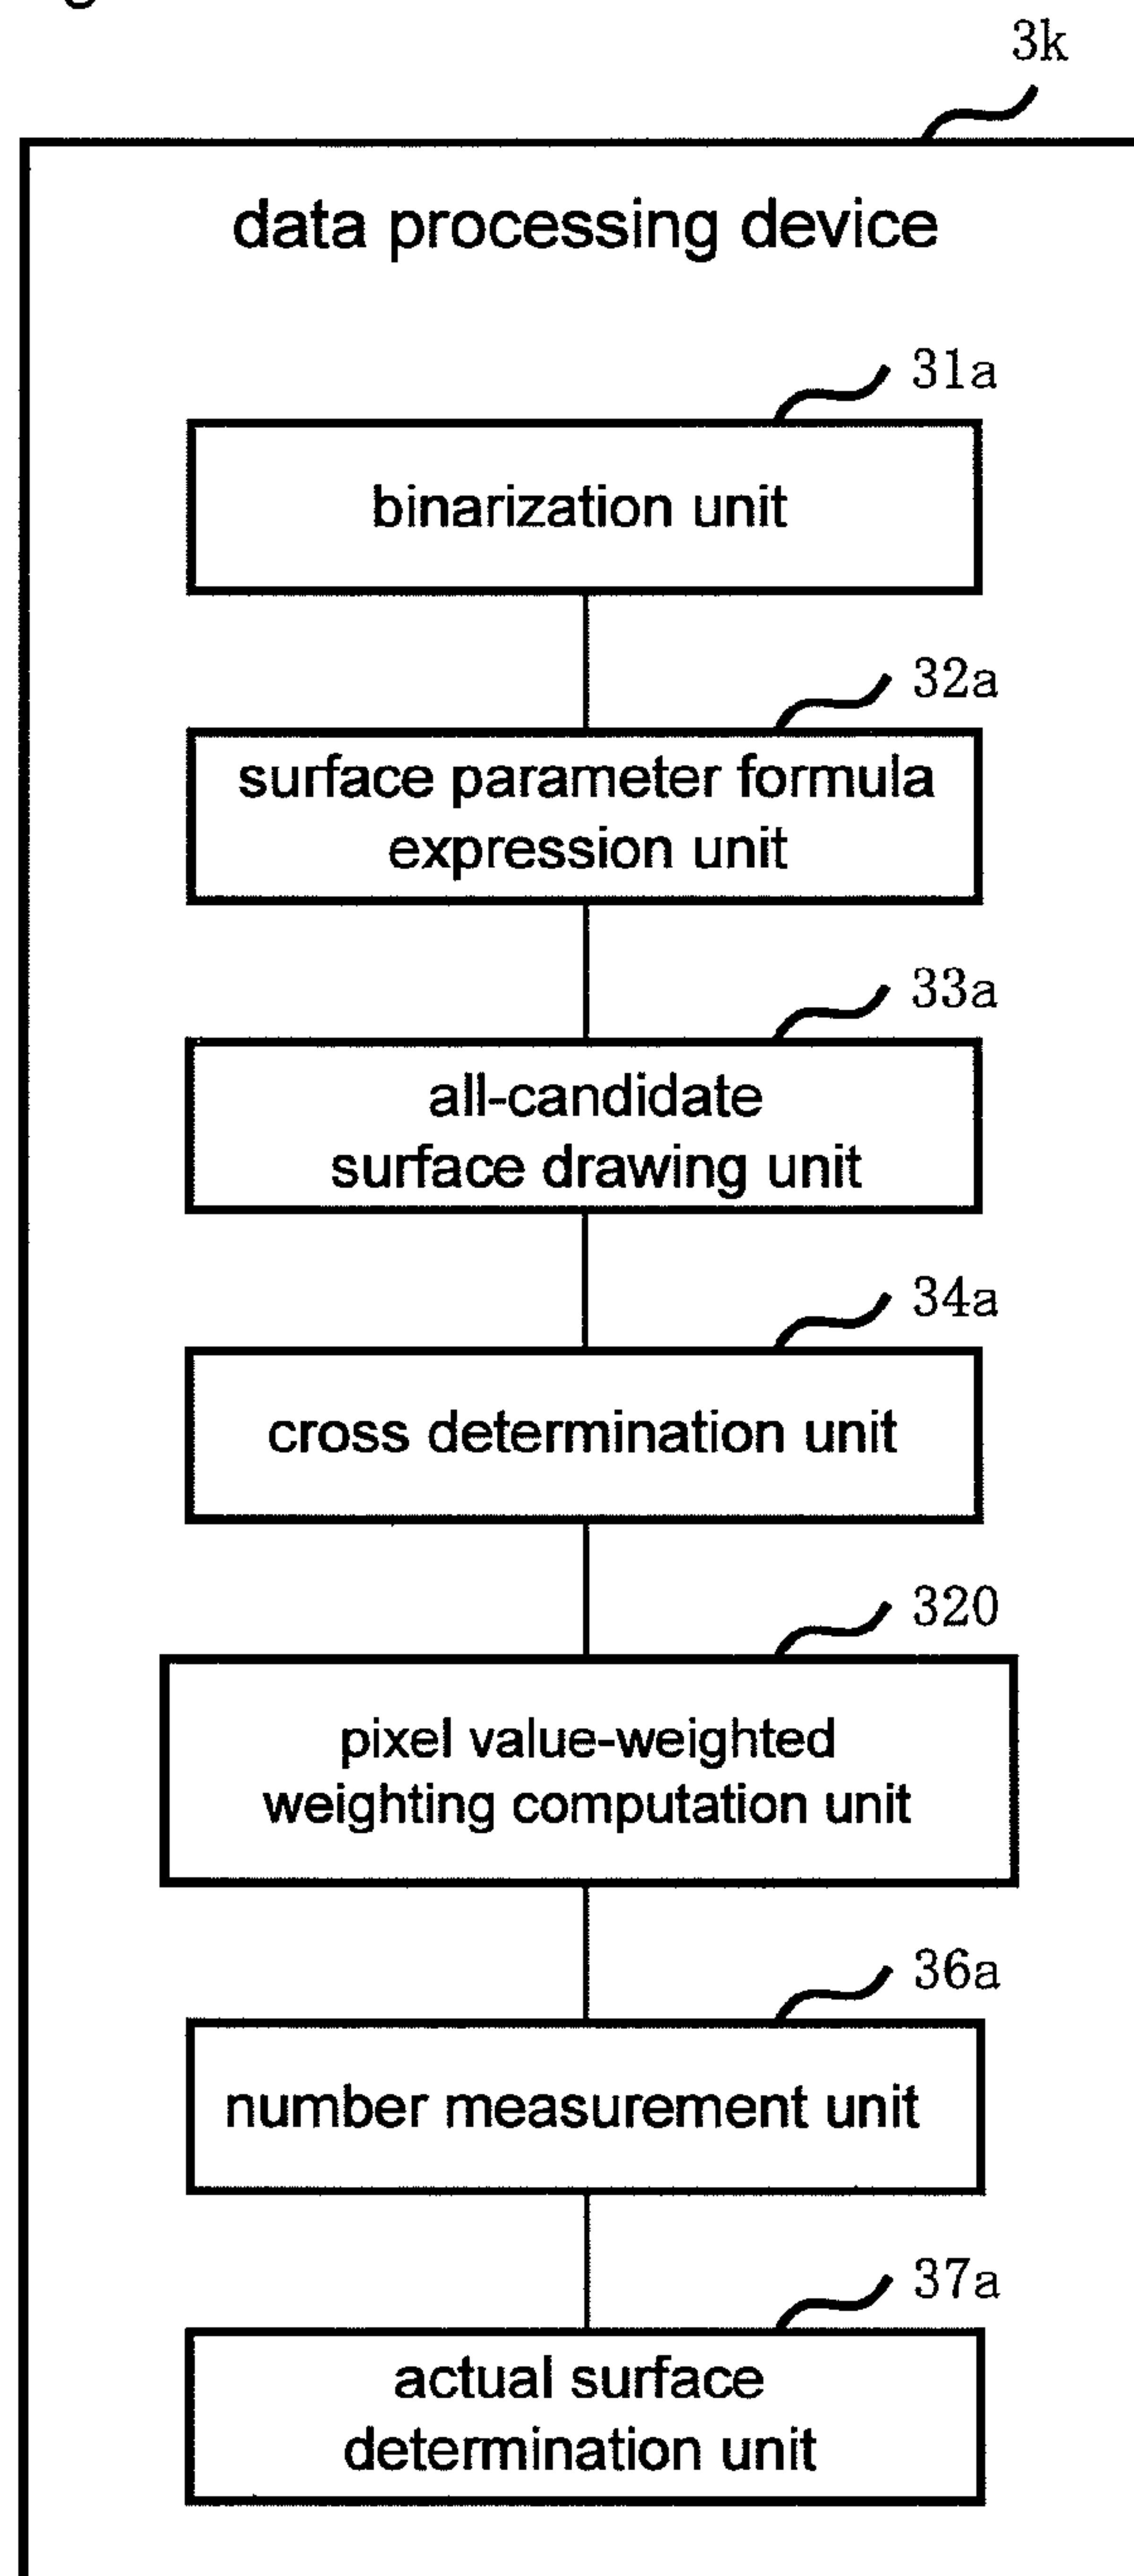 3k
data processing device
31a
binarization unit
32a
surface parameter formula
expression unit
33a
all-candidate
surface drawing unit
34a
cross determination unit
320
pixel value-weighted
weighting computation unit
36a
number measurement unit
37a
actual surface
determination unit